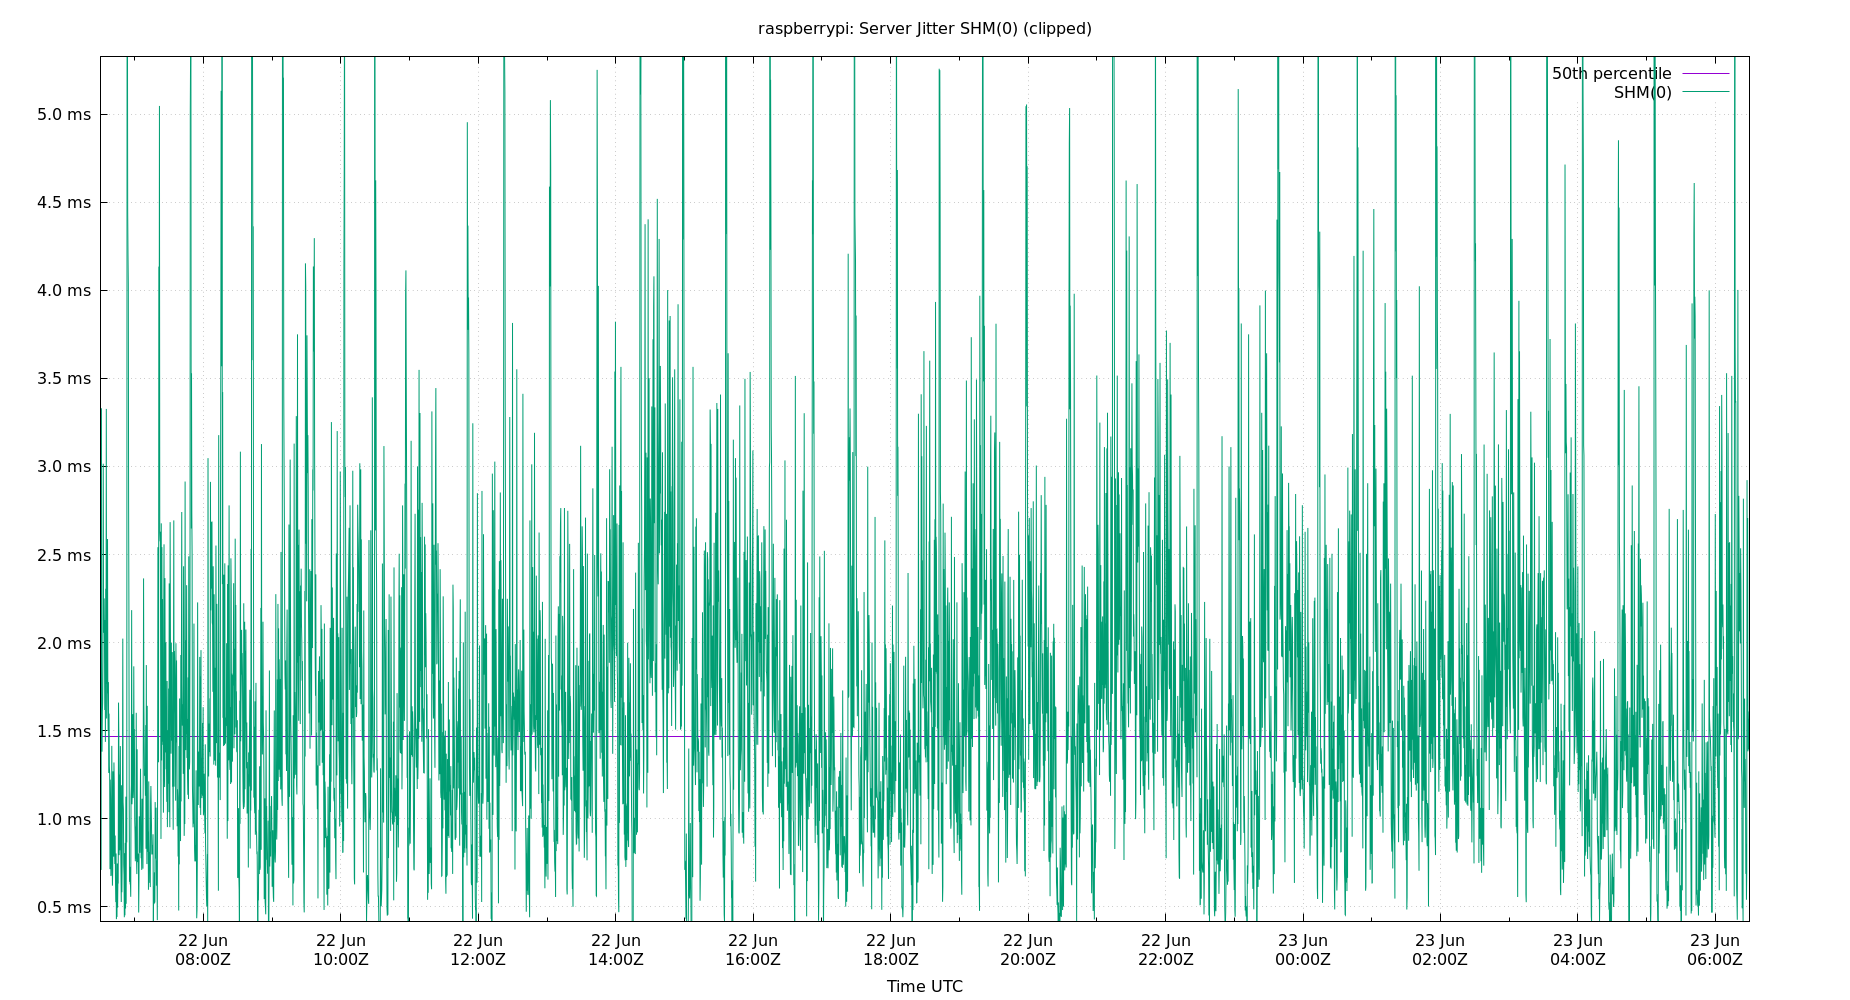 raspberrypi: Server Jitter SHM(0) (clipped)
50th percentile
SHM(0)
5.0 ms
4.5 ms
4.0 ms
3.5 ms
3.0 ms
2.5 ms
2.0 ms
1.5 ms
1.0 ms
0.5 ms
22 Jun 22 Jun 22 Jun 22 Jun 22 Jun 22 Jun 22 Jun 22 Jun 23 Jun 23 Jun 23 Jun 23 Jun
08:00Z 10:00Z 12:00Z 14:00Z 16:00Z 18:00Z 20:00Z 22:00Z 00:00Z 02:00Z 04:00Z 06:00Z
Time UTC